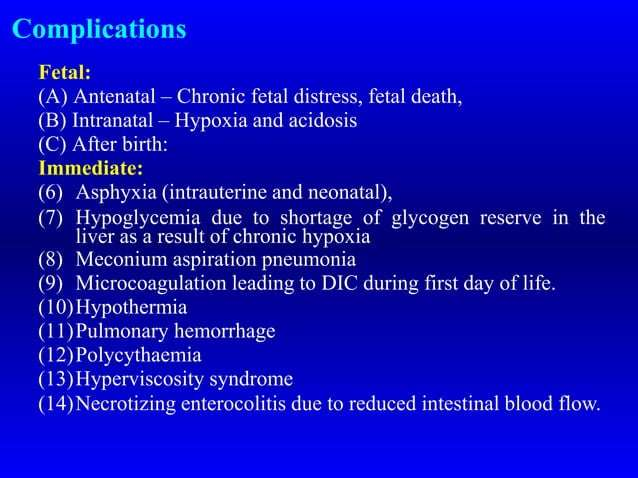 Complications
Fetal:
(A) Antenatal – Chronic fetal distress, fetal death,
(B) Intranatal – Hypoxia and acidosis
(C) After birth:
Immediate:
(6) Asphyxia (intrauterine and neonatal),
(7) Hypoglycemia due to shortage of glycogen reserve in the
liver as a result of chronic hypoxia
(8) Meconium aspiration pneumonia
(9) Microcoagulation leading to DIC during first day of life.
(10) Hypothermia
(11) Pulmonary hemorrhage
(12) Polycythaemia
(13) Hyperviscosity syndrome
(14) Necrotizing enterocolitis due to reduced intestinal blood flow.